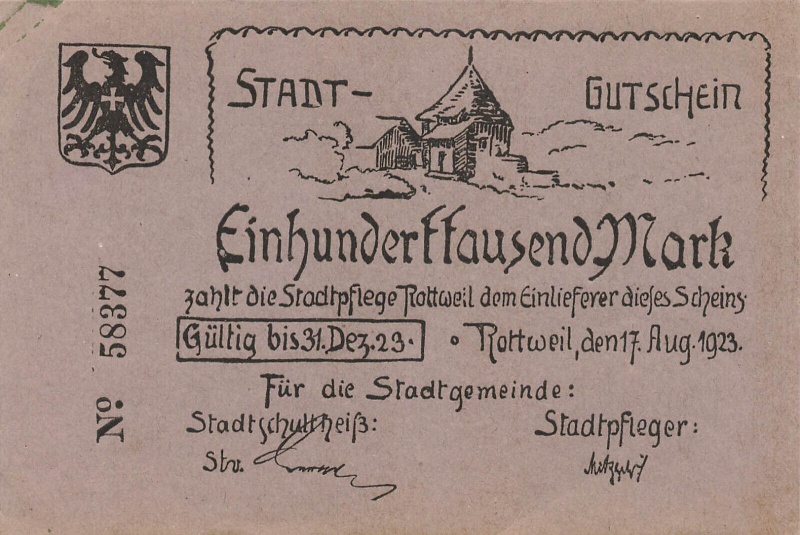 STADT- GUTSCHEIN
Einhunderttausend Mark
zahlt die Stadtpflege Rottweil dem Einlieferer dieses Scheins
Gültig bis 31. Dez. 23. • Rottweil, den 17. Aug. 1923.
Für die Stadtgemeinde:
Stadtschultheiß: Stadtpfleger:
Stv.
No 58377